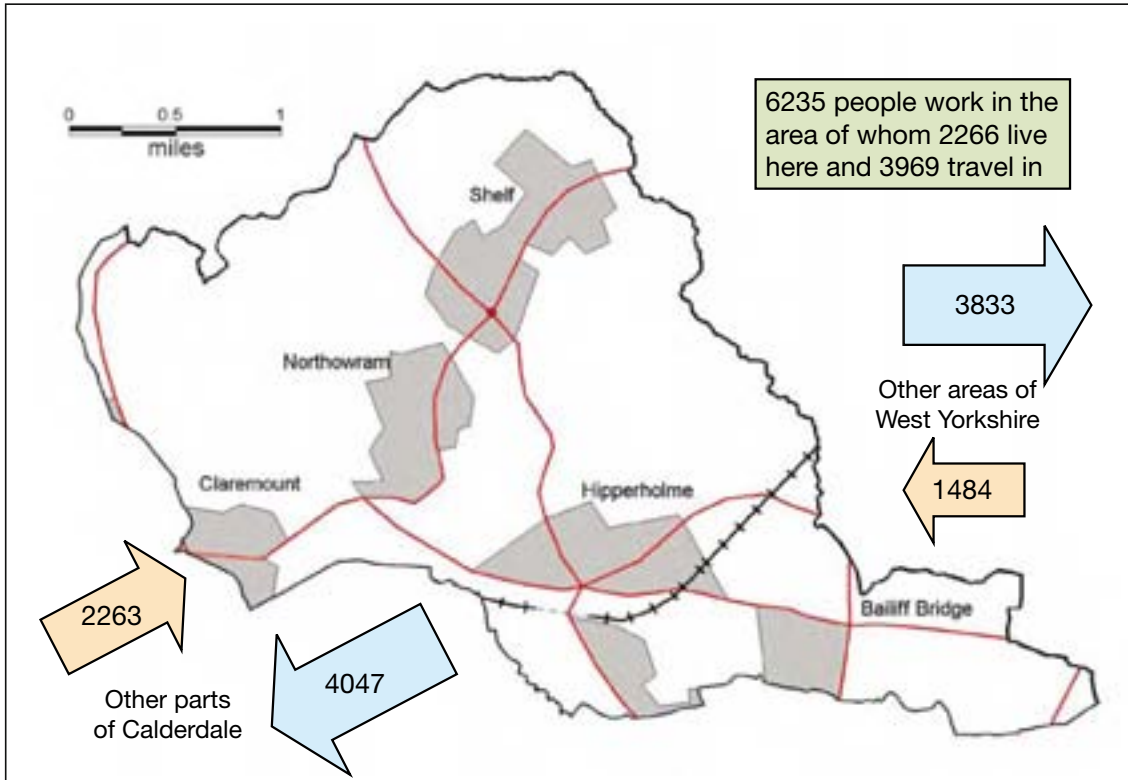 0 0.5 1
miles
6235 people work in the
area of whom 2266 live
here and 3969 travel in
Shelf
3833
Northowram
Other areas of
West Yorkshire
Claremount
Hipperholme
1484
2263
Bailiff Bridge
4047
Other parts
of Calderdale